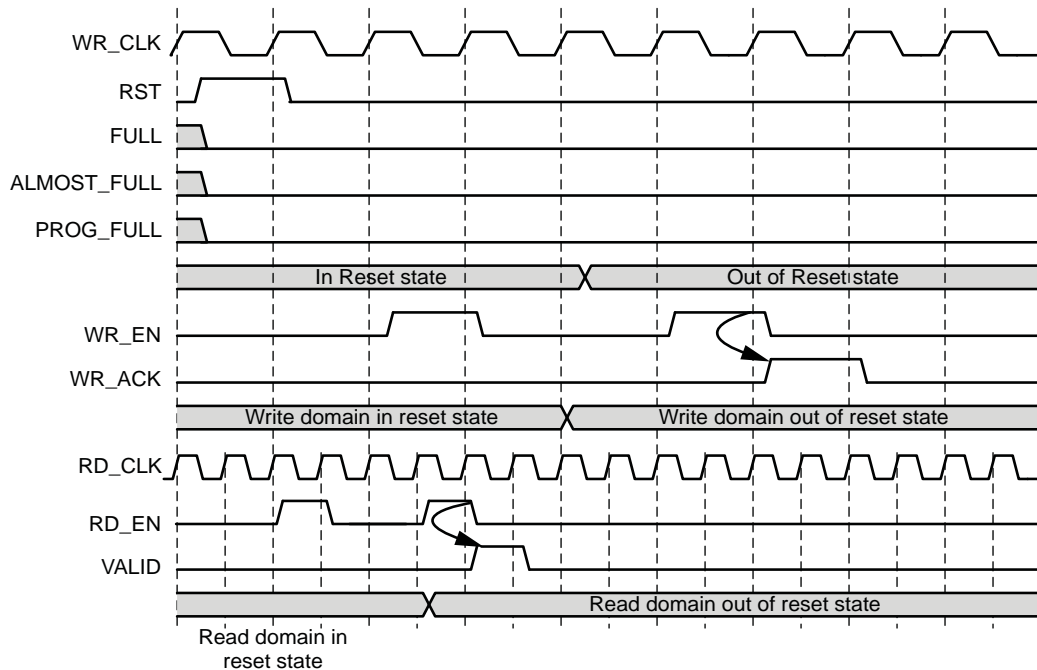 WR_CLK
RST
FULL
ALMOST_FULL
PROG_FULL
In Reset state Out of Reset state
WR_EN
WR_ACK
Write domain in reset state Write domain out of reset state
RD_CLK
RD_EN
VALID
Read domain out of reset state
Read domain in
reset state